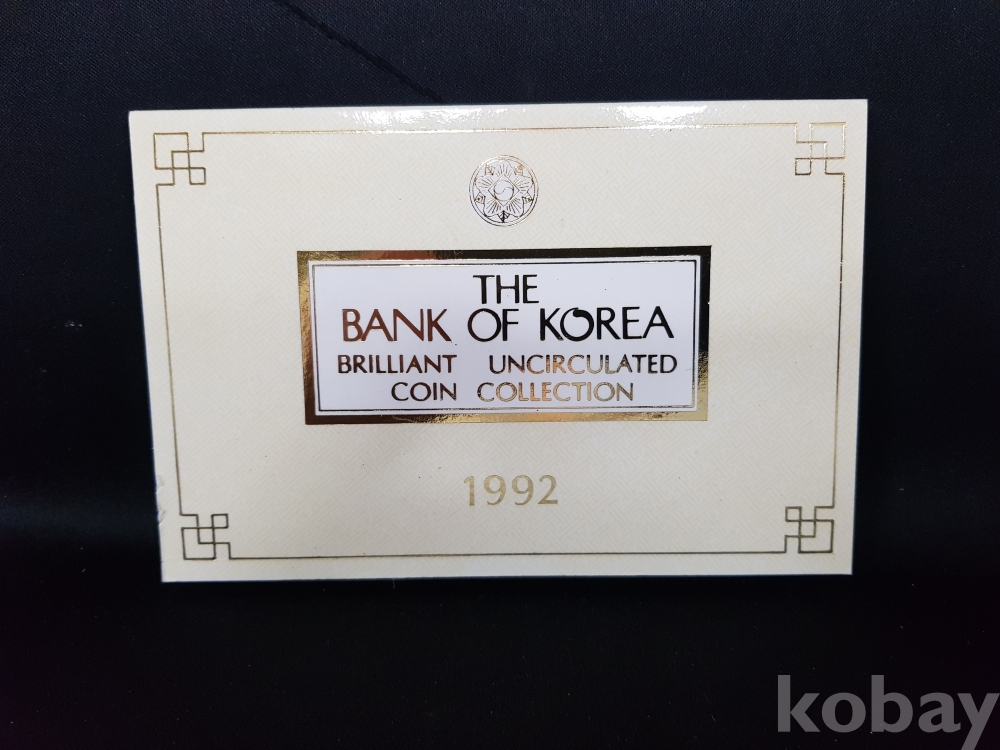 THE
BANK OF KOREA
BRILLIANT UNCIRCULATED
COIN COLLECTION
1992
kobay